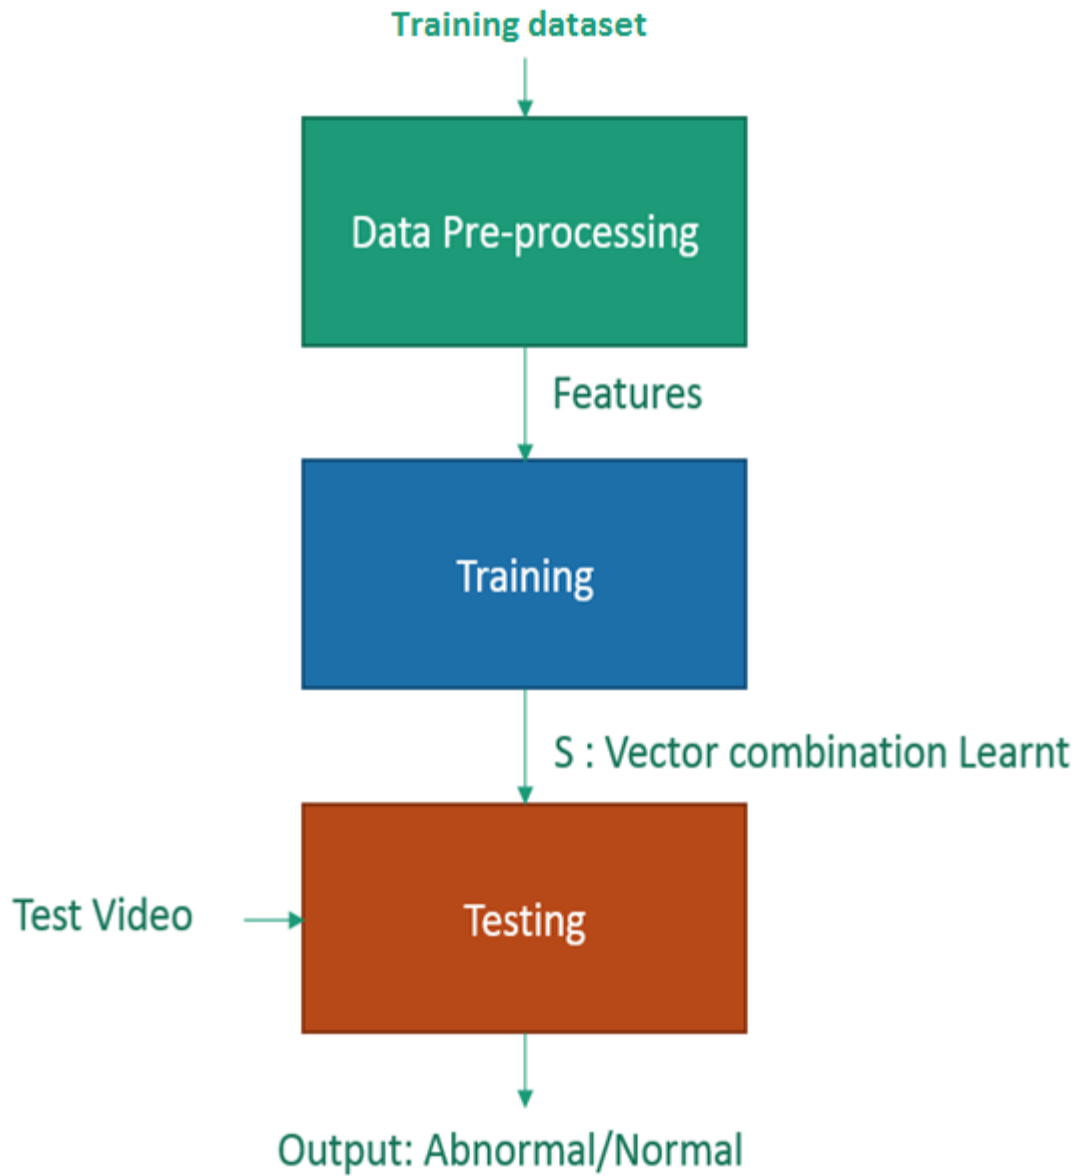 Training dataset
Data Pre-processing
Features
Training
S : Vector combination Learnt
Test Video
Testing
Output: Abnormal/Normal